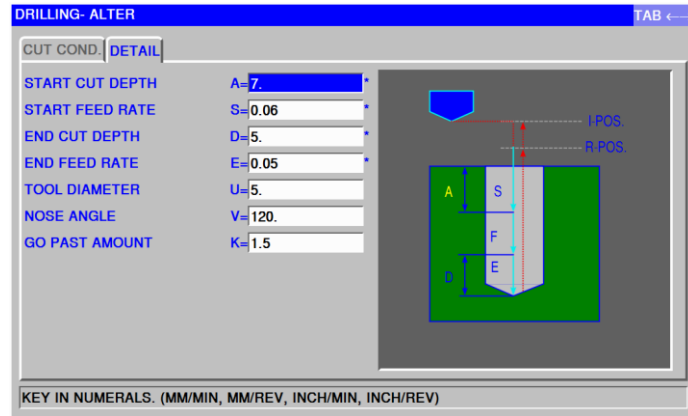 DRILLING- ALTER
TAB ←
CUT COND. DETAIL
START CUT DEPTH A=7. *
START FEED RATE S=0.06 *
END CUT DEPTH D=5. *
END FEED RATE E=0.05 *
TOOL DIAMETER U=5.
NOSE ANGLE V=120.
GO PAST AMOUNT K=1.5
I-POS.
R-POS.
A S
F
D E
KEY IN NUMERALS. (MM/MIN, MM/REV, INCH/MIN, INCH/REV)